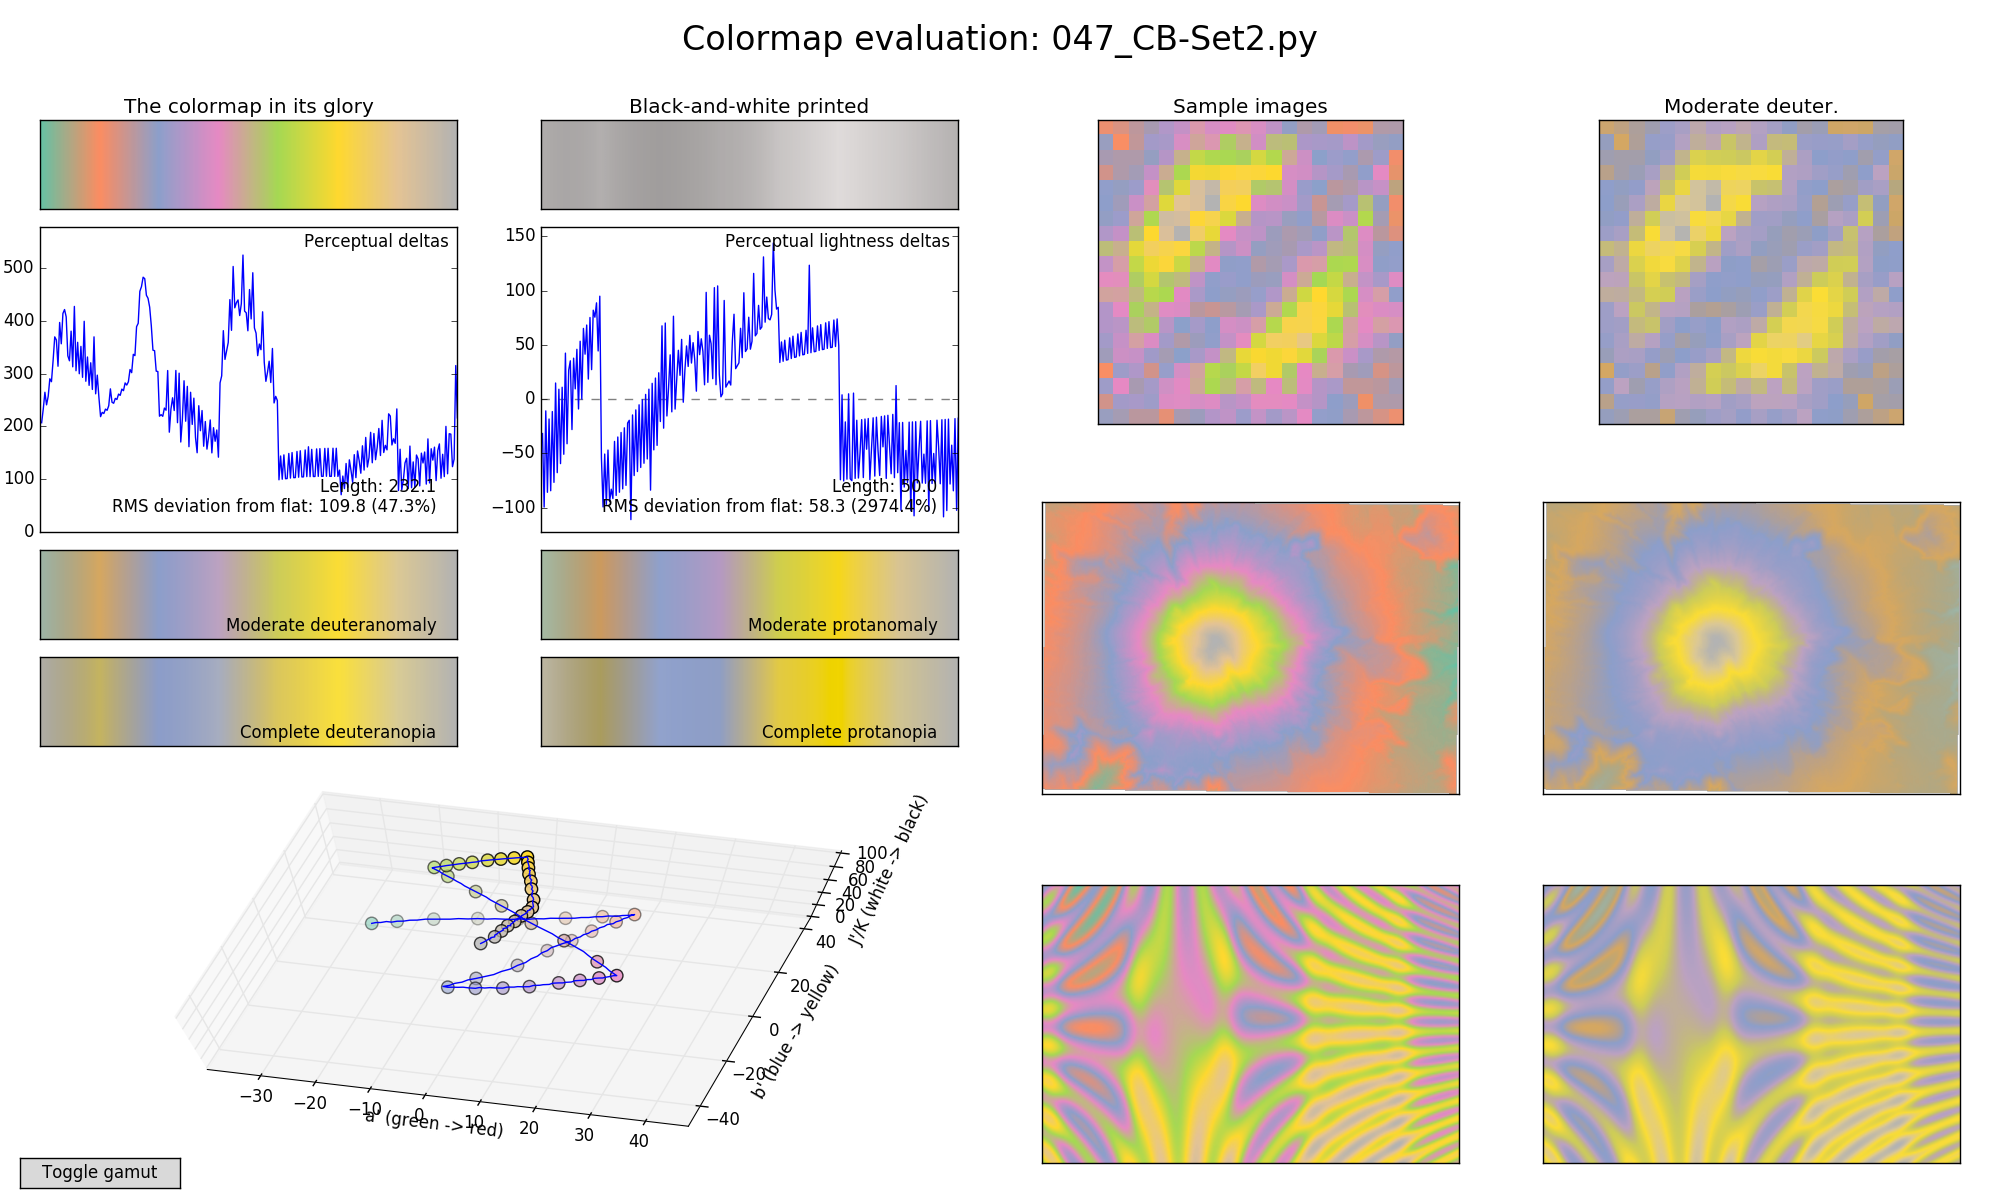 Colormap evaluation: 047_CB-Set2.py
The colormap in its glory
Black-and-white printed
Sample images
Moderate deuter.
Perceptual deltas
500
400
300
200
100
0
Length: 232.1
RMS deviation from flat: 109.8 (47.3%)
Perceptual lightness deltas
150
100
50
0
−50
−100
Length: 50.0
RMS deviation from flat: 58.3 (2974.4%)
Moderate deuteranomaly
Moderate protanomaly
Complete deuteranopia
Complete protanopia
100
80
60
40
20
0
J'/K (white -> black)
40
20
0
−20
−40
b' (blue -> yellow)
−30
−20
−10
0
10
20
30
40
a' (green -> red)
Toggle gamut